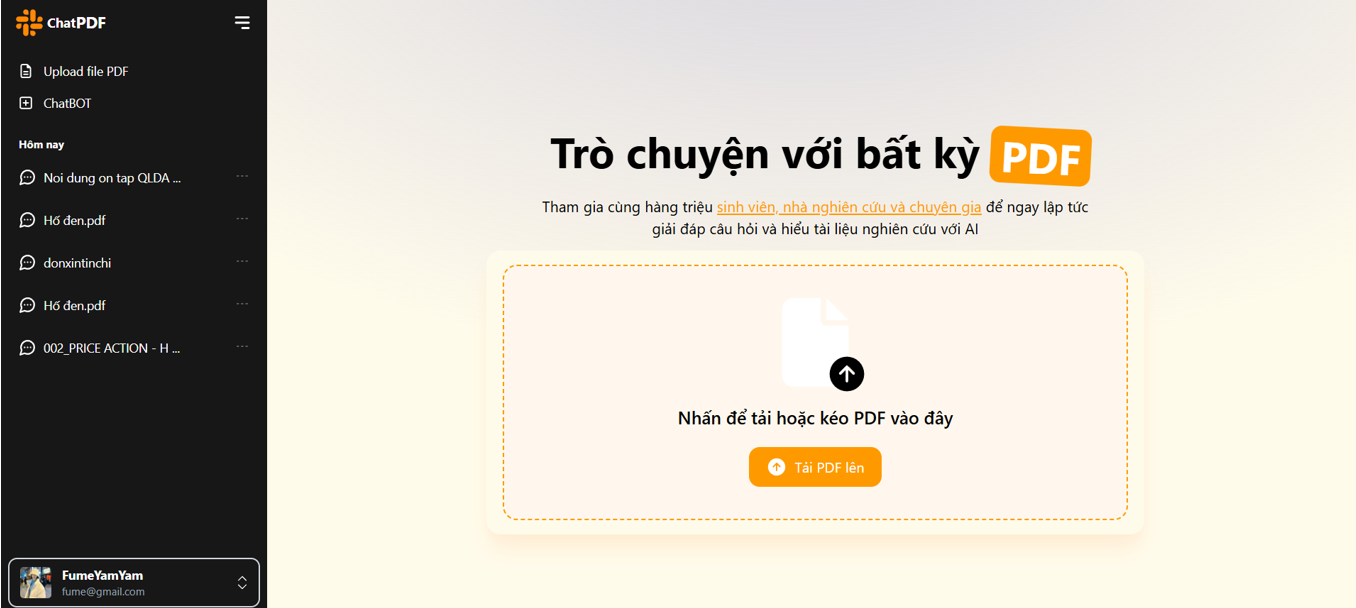 ChatPDF
Upload file PDF
ChatBOT
Hôm nay
Noi dung on tap QLDA ...
Hố đen.pdf
donxintinchi
Hố đen.pdf
002_PRICE ACTION - H ...
FumeYamYam
fume@gmail.com
Trò chuyện với bất kỳ PDF
Tham gia cùng hàng triệu sinh viên, nhà nghiên cứu và chuyên gia để ngay lập tức
giải đáp câu hỏi và hiểu tài liệu nghiên cứu với AI
Nhấn để tải hoặc kéo PDF vào đây
Tải PDF lên